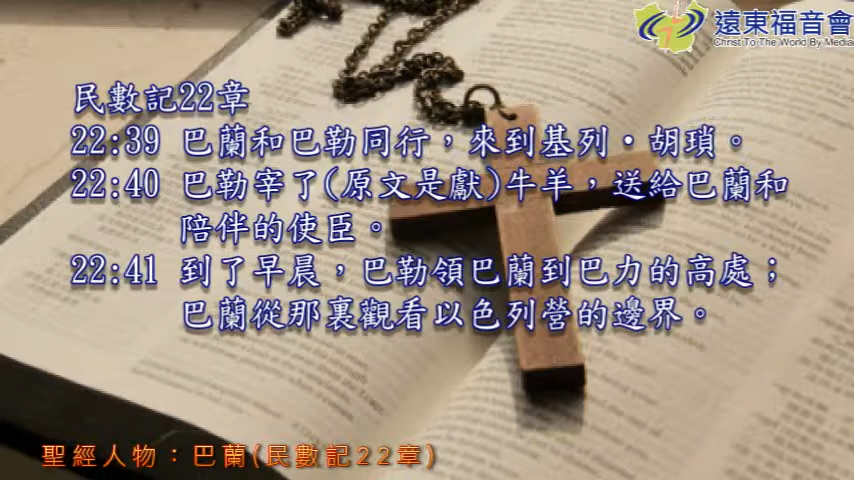 遠東福音會
Christ To The World By Media
民數記22章
22:39 巴蘭和巴勒同行，來到基列·胡瑣。
22:40 巴勒宰了(原文是獻)牛羊，送給巴蘭和
陪伴的使臣。
22:41 到了早晨，巴勒領巴蘭到巴力的高處；
巴蘭從那裏觀看以色列營的邊界。
聖經人物：巴蘭(民數記22章)